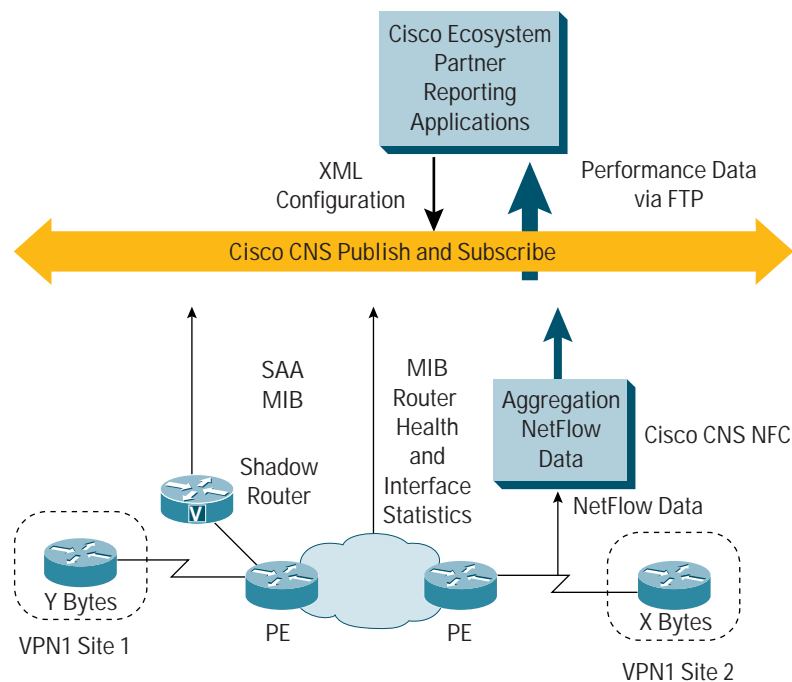 Cisco Ecosystem
Partner
Reporting
Applications
XML
Configuration
Performance Data
via FTP
Cisco CNS Publish and Subscribe
SAA
MIB
MIB
Router
Health
and
Interface
Statistics
Aggregation
NetFlow
Data
Cisco CNS NFC
Shadow
Router
V
NetFlow Data
Y Bytes
PE
PE
X Bytes
VPN1 Site 1
VPN1 Site 2